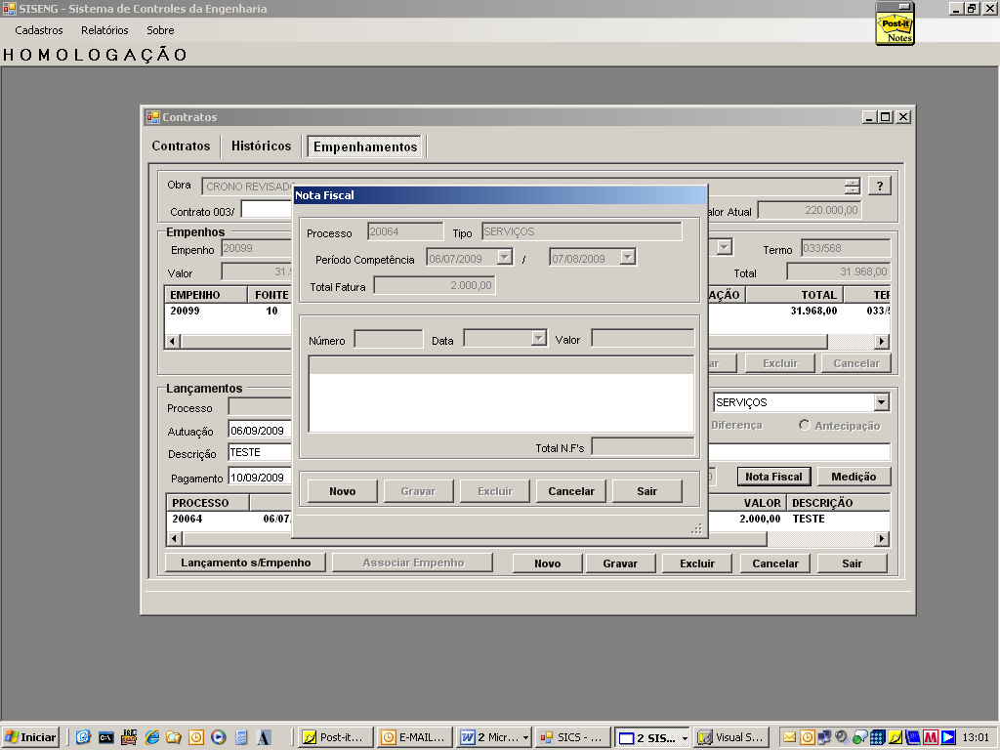 SISENG - Sistema de Controles da Engenharia
Cadastros Relatórios Sobre
Post-it Notes
HOMOLOGAÇÃO
Contratos
Contratos Históricos Empenhamentos
Obra CRONO REVISADO ?
Contrato 003/ alor Atual 220.000,00
Empenhos
Empenho 20099 Termo 033/568
Valor 31.9 Total 31.968,00
EMPENHO FONTE AÇÃO TOTAL TER
20099 10 31.968,00 033/5
ar Excluir Cancelar
Nota Fiscal
Processo 20064 Tipo SERVIÇOS
Período Competência 06/07/2009 / 07/08/2009
Total Fatura 2.000,00
Número Data Valor
Total N.F's
Novo Gravar Excluir Cancelar Sair
Lançamentos
Processo SERVIÇOS
Autuação 06/09/2009 Diferença Antecipação
Descrição TESTE
Pagamento 10/09/2009 Nota Fiscal Medição
PROCESSO VALOR DESCRIÇÃO
20064 06/07 2.000,00 TESTE
Lançamento s/Empenho Associar Empenho Novo Gravar Excluir Cancelar Sair
Iniciar Post-it... E-MAIL... 2 Micr... SICS - ... 2 SIS... Visual S... 13:01